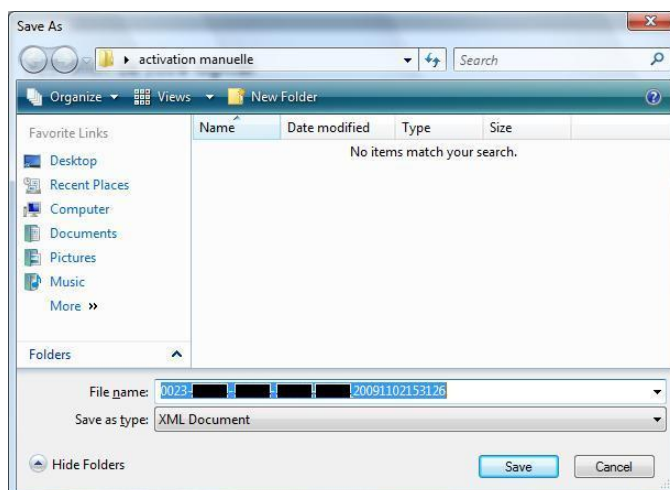 Save As
activation manuelle
Search
Organize Views New Folder
Favorite Links
Name Date modified Type Size
No items match your search.
Desktop
Recent Places
Computer
Documents
Pictures
Music
More »
Folders
File name: 0023- - - - 20091102153126
Save as type: XML Document
Hide Folders Save Cancel